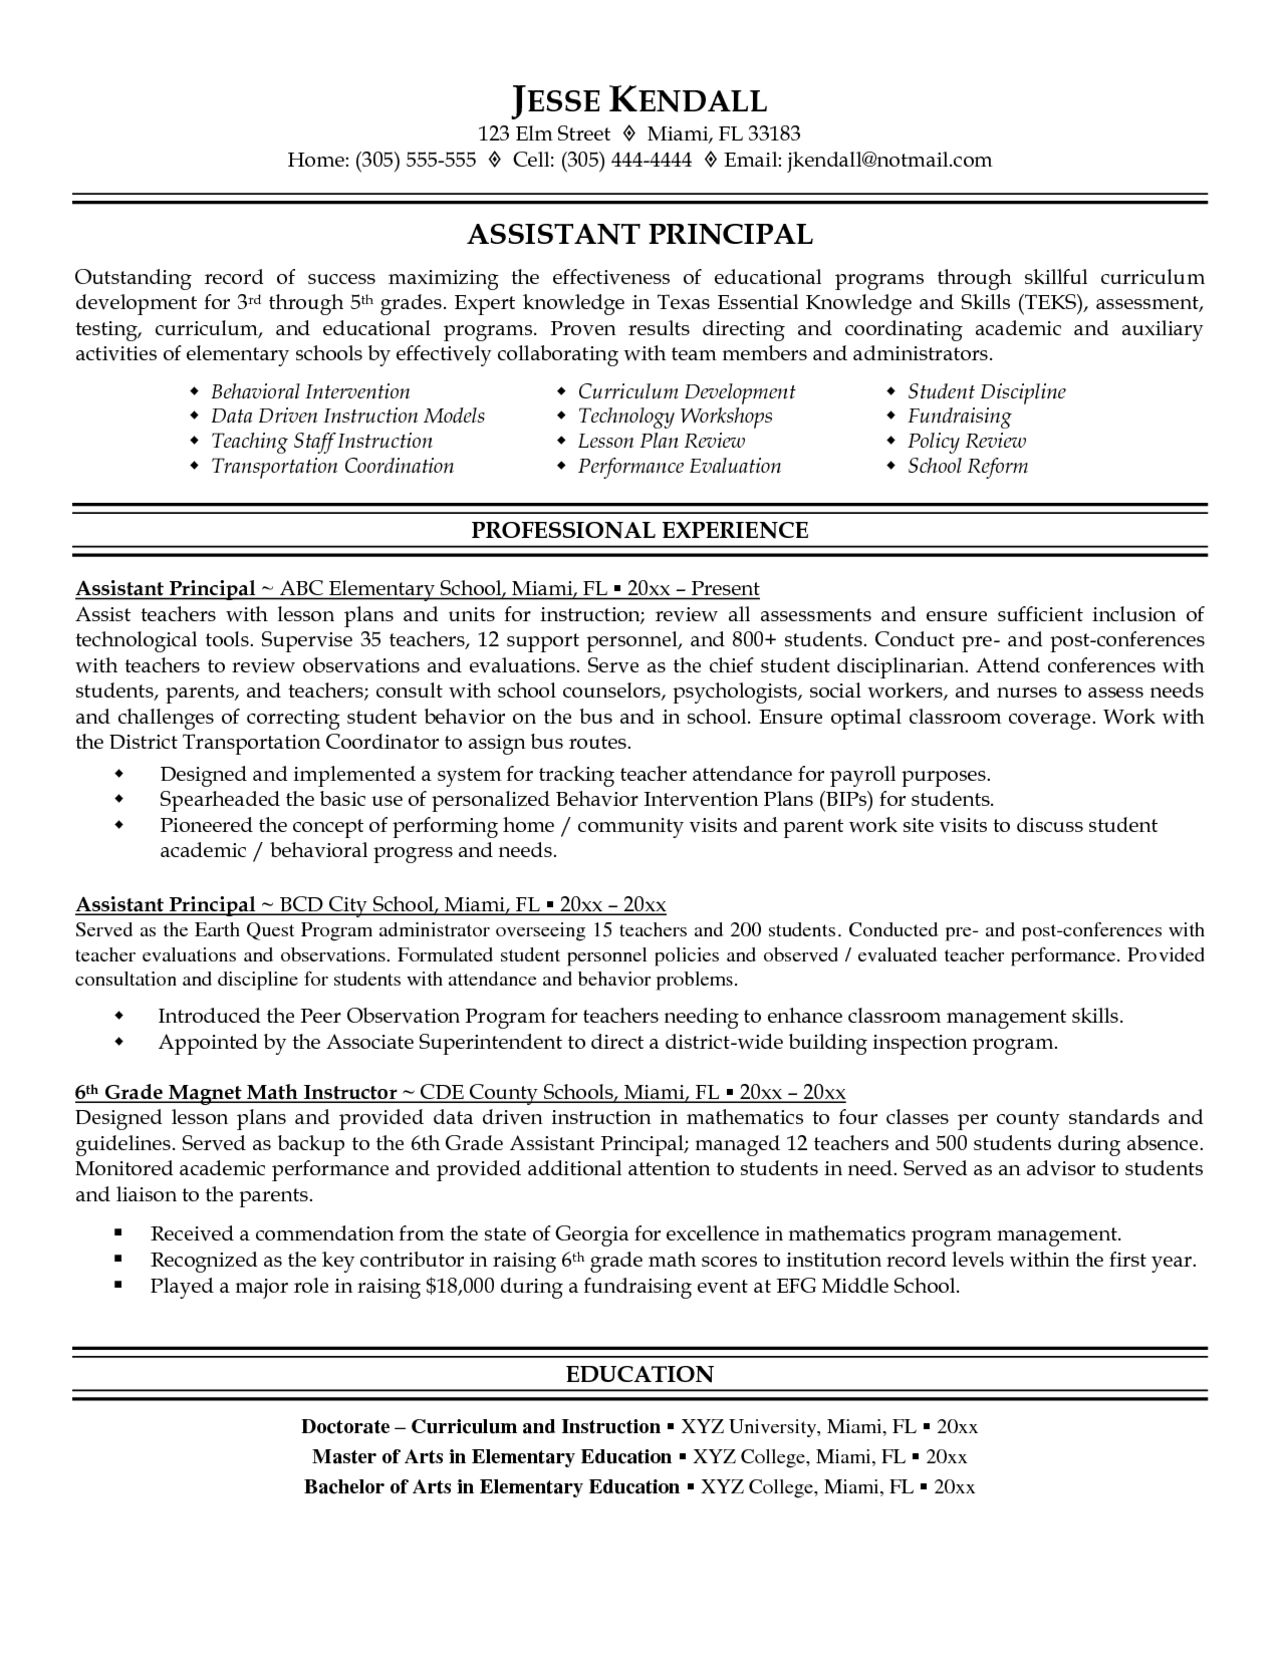 JESSE KENDALL
123 Elm Street ◊ Miami, FL 33183
Home: (305) 555-555 ◊ Cell: (305) 444-4444 ◊ Email: jkendall@notmail.com
ASSISTANT PRINCIPAL
Outstanding record of success maximizing the effectiveness of educational programs through skillful curriculum
development for 3rd through 5th grades. Expert knowledge in Texas Essential Knowledge and Skills (TEKS), assessment,
testing, curriculum, and educational programs. Proven results directing and coordinating academic and auxiliary
activities of elementary schools by effectively collaborating with team members and administrators.
◆ Behavioral Intervention ◆ Curriculum Development ◆ Student Discipline
◆ Data Driven Instruction Models ◆ Technology Workshops ◆ Fundraising
◆ Teaching Staff Instruction ◆ Lesson Plan Review ◆ Policy Review
◆ Transportation Coordination ◆ Performance Evaluation ◆ School Reform
PROFESSIONAL EXPERIENCE
Assistant Principal ~ ABC Elementary School, Miami, FL ▪ 20xx – Present
Assist teachers with lesson plans and units for instruction; review all assessments and ensure sufficient inclusion of
technological tools. Supervise 35 teachers, 12 support personnel, and 800+ students. Conduct pre- and post-conferences
with teachers to review observations and evaluations. Serve as the chief student disciplinarian. Attend conferences with
students, parents, and teachers; consult with school counselors, psychologists, social workers, and nurses to assess needs
and challenges of correcting student behavior on the bus and in school. Ensure optimal classroom coverage. Work with
the District Transportation Coordinator to assign bus routes.
◆ Designed and implemented a system for tracking teacher attendance for payroll purposes.
◆ Spearheaded the basic use of personalized Behavior Intervention Plans (BIPs) for students.
◆ Pioneered the concept of performing home / community visits and parent work site visits to discuss student
academic / behavioral progress and needs.
Assistant Principal ~ BCD City School, Miami, FL ▪ 20xx – 20xx
Served as the Earth Quest Program administrator overseeing 15 teachers and 200 students. Conducted pre- and post-conferences with
teacher evaluations and observations. Formulated student personnel policies and observed / evaluated teacher performance. Provided
consultation and discipline for students with attendance and behavior problems.
◆ Introduced the Peer Observation Program for teachers needing to enhance classroom management skills.
◆ Appointed by the Associate Superintendent to direct a district-wide building inspection program.
6th Grade Magnet Math Instructor ~ CDE County Schools, Miami, FL ▪ 20xx – 20xx
Designed lesson plans and provided data driven instruction in mathematics to four classes per county standards and
guidelines. Served as backup to the 6th Grade Assistant Principal; managed 12 teachers and 500 students during absence.
Monitored academic performance and provided additional attention to students in need. Served as an advisor to students
and liaison to the parents.
▪ Received a commendation from the state of Georgia for excellence in mathematics program management.
▪ Recognized as the key contributor in raising 6th grade math scores to institution record levels within the first year.
▪ Played a major role in raising $18,000 during a fundraising event at EFG Middle School.
EDUCATION
Doctorate – Curriculum and Instruction ▪ XYZ University, Miami, FL ▪ 20xx
Master of Arts in Elementary Education ▪ XYZ College, Miami, FL ▪ 20xx
Bachelor of Arts in Elementary Education ▪ XYZ College, Miami, FL ▪ 20xx